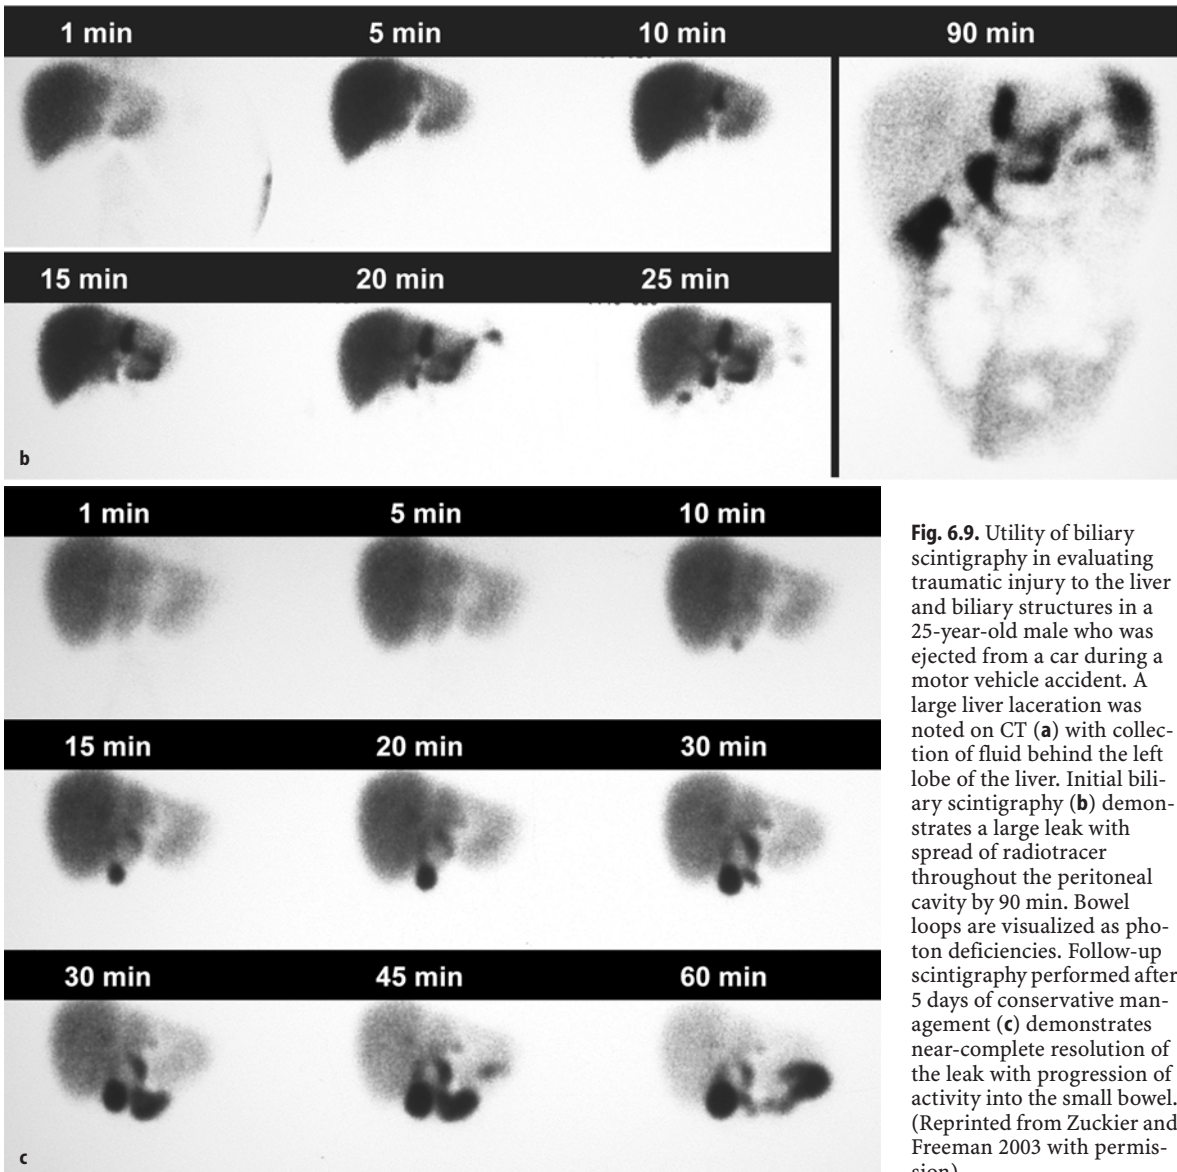 1 min 5 min 10 min 90 min
15 min 20 min 25 min
b
1 min 5 min 10 min
15 min 20 min 30 min
30 min 45 min 60 min
c
Fig. 6.9. Utility of biliary
scintigraphy in evaluating
traumatic injury to the liver
and biliary structures in a
25-year-old male who was
ejected from a car during a
motor vehicle accident. A
large liver laceration was
noted on CT (a) with collec-
tion of fluid behind the left
lobe of the liver. Initial bili-
ary scintigraphy (b) demon-
strates a large leak with
spread of radiotracer
throughout the peritoneal
cavity by 90 min. Bowel
loops are visualized as pho-
ton deficiencies. Follow-up
scintigraphy performed after
5 days of conservative man-
agement (c) demonstrates
near-complete resolution of
the leak with progression of
activity into the small bowel.
(Reprinted from Zuckier and
Freeman 2003 with permis-
sion)